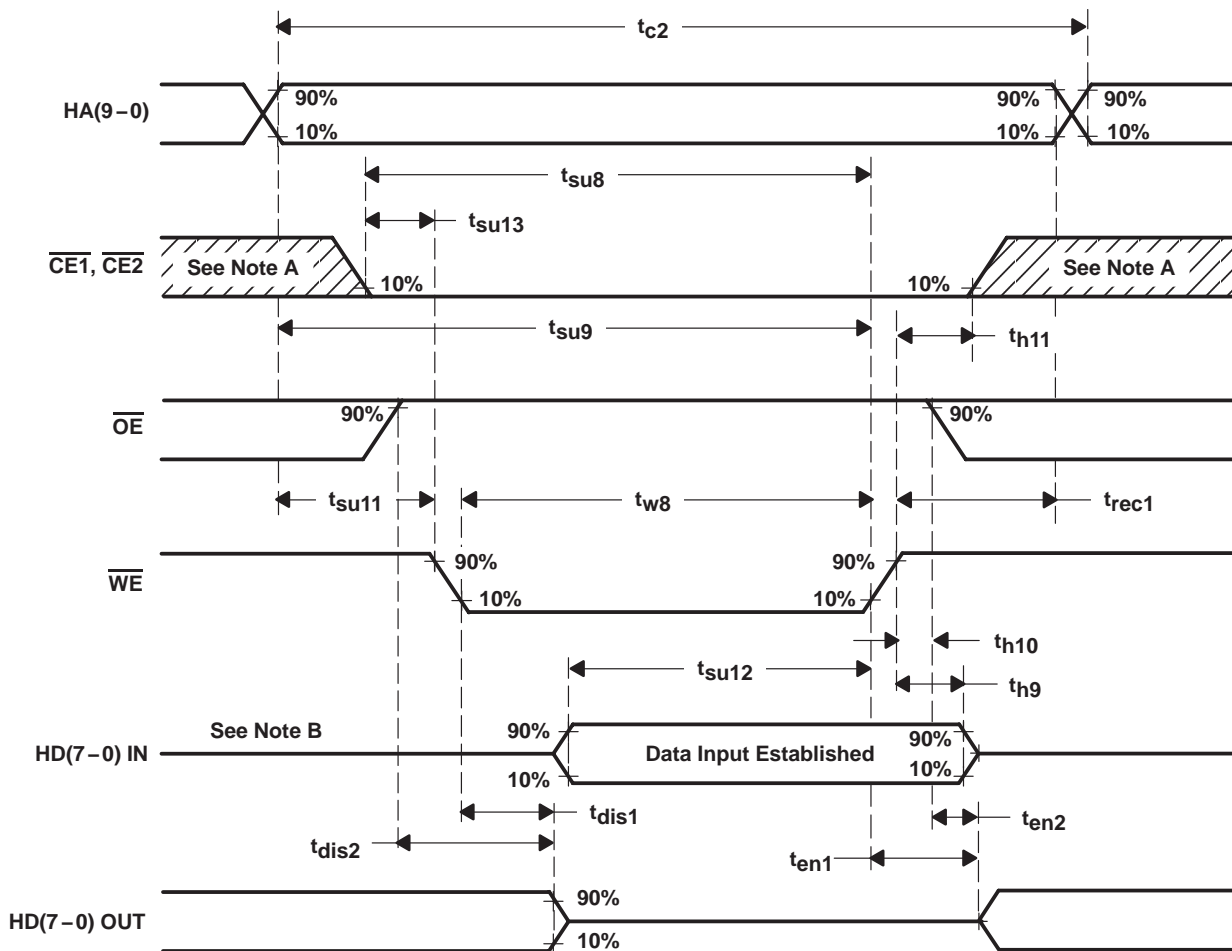 tc2
HA(9–0)
90%
90%
90%
10%
10%
10%
tsu8
tsu13
CE1, CE2
See Note A
10%
10%
See Note A
tsu9
th11
OE
90%
90%
tsu11
tw8
trec1
WE
90%
90%
10%
10%
th10
tsu12
th9
See Note B
HD(7–0) IN
90%
Data Input Established
90%
10%
10%
tdis1
ten2
tdis2
ten1
HD(7–0) OUT
90%
10%